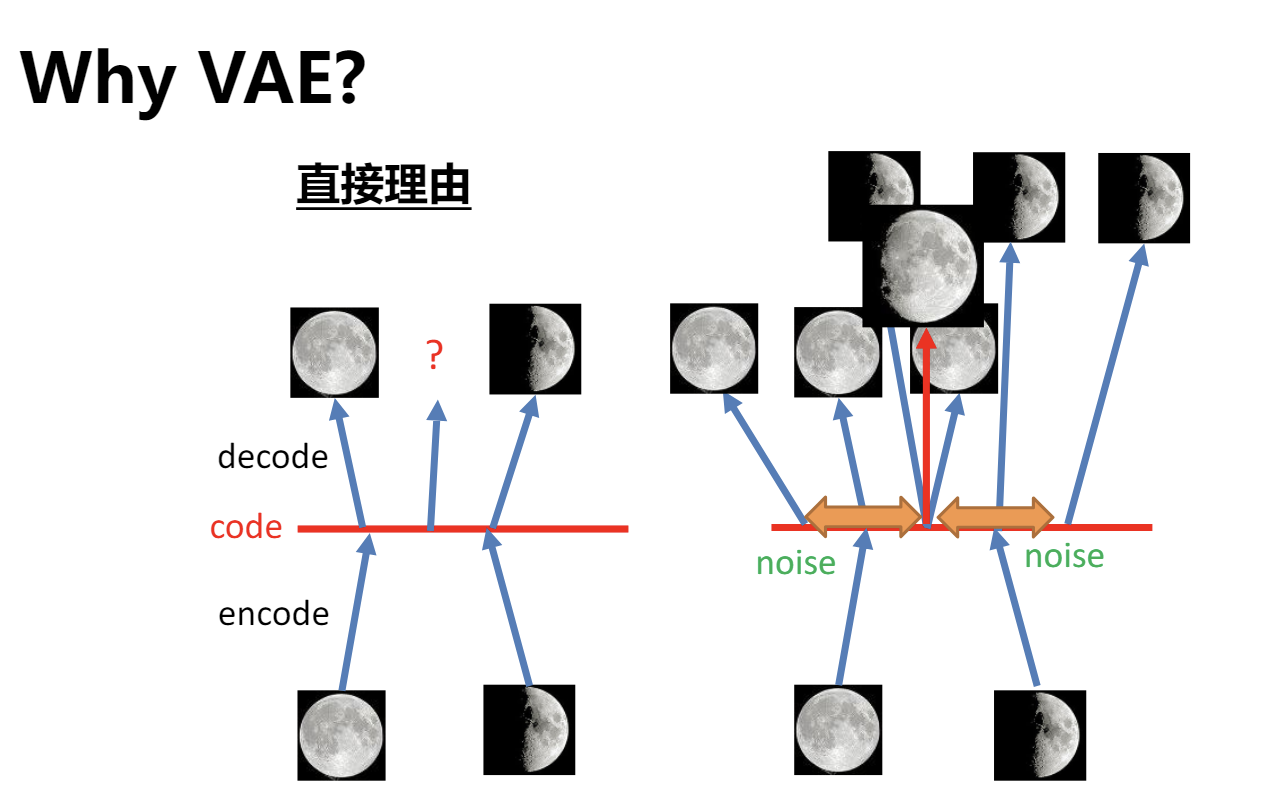 Why VAE?
直接理由
?
decode
code
noise
noise
encode